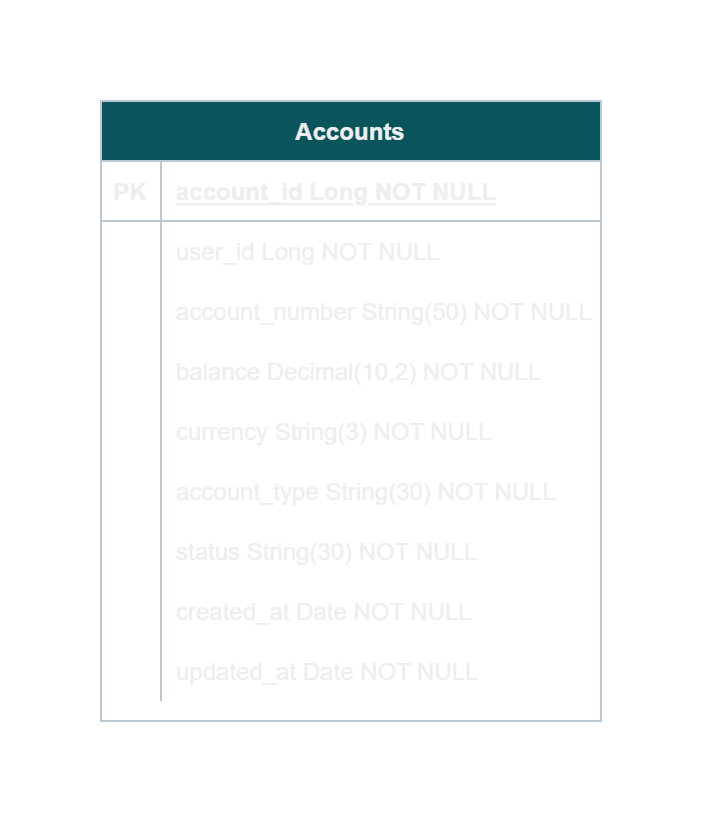 Accounts
PK account_id Long NOT NULL
user_id Long NOT NULL
account_number String(50) NOT NULL
balance Decimal(10,2) NOT NULL
currency String(3) NOT NULL
account_type String(30) NOT NULL
status String(30) NOT NULL
created_at Date NOT NULL
updated_at Date NOT NULL